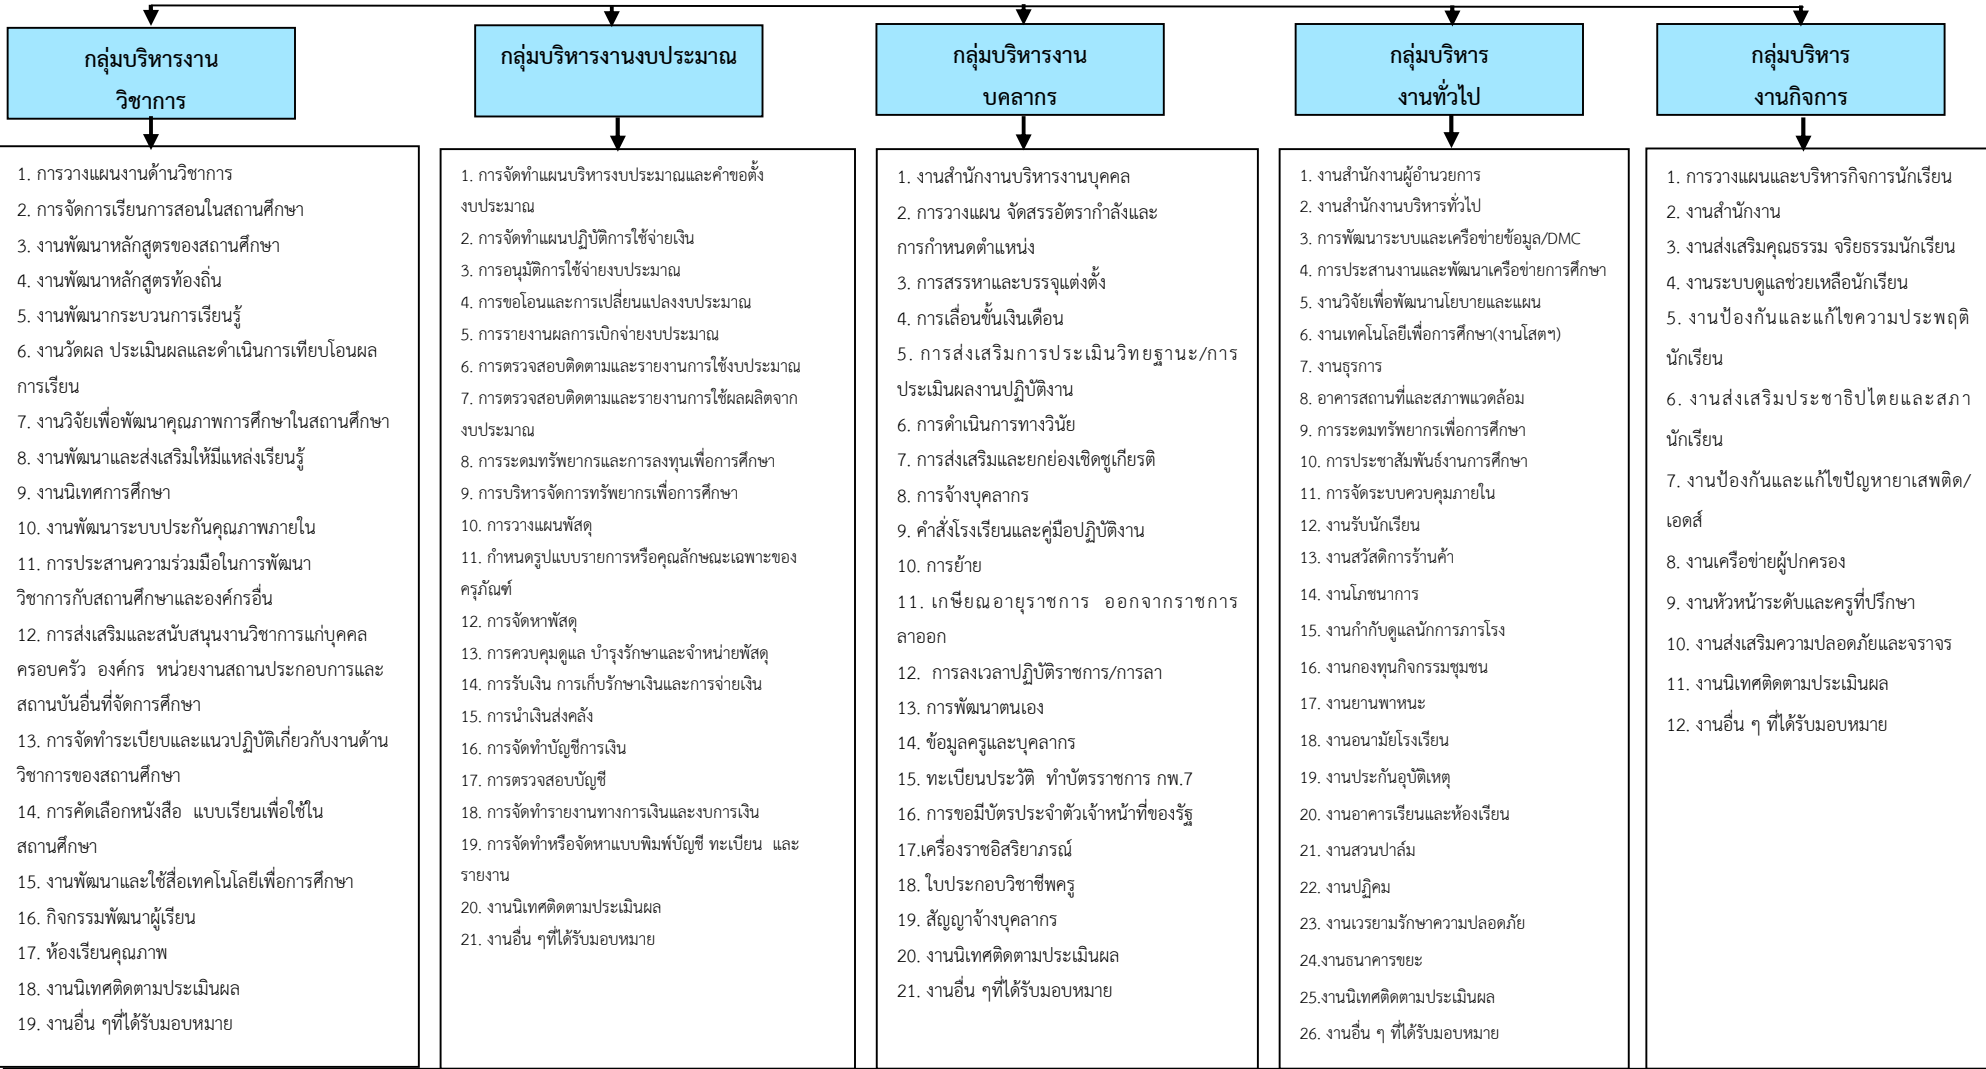 กลุ่มบริหารงาน
วิชาการ
1. การวางแผนงานด้านวิชาการ
2. การจัดการเรียนการสอนในสถานศึกษา
3. งานพัฒนาหลักสูตรของสถานศึกษา
4. งานพัฒนาหลักสูตรท้องถิ่น
5. งานพัฒนากระบวนการเรียนรู้
6. งานวัดผล ประเมินผลและดำเนินการเทียบโอนผล
การเรียน
7. งานวิจัยเพื่อพัฒนาคุณภาพการศึกษาในสถานศึกษา
8. งานพัฒนาและส่งเสริมให้มีแหล่งเรียนรู้
9. งานนิเทศการศึกษา
10. งานพัฒนาระบบประกันคุณภาพภายใน
11. การประสานความร่วมมือในการพัฒนา
วิชาการกับสถานศึกษาและองค์กรอื่น
12. การส่งเสริมและสนับสนุนงานวิชาการแก่บุคคล
ครอบครัว องค์กร หน่วยงานสถานประกอบการและ
สถานบันอื่นที่จัดการศึกษา
13. การจัดทำระเบียบและแนวปฏิบัติเกี่ยวกับงานด้าน
วิชาการของสถานศึกษา
14. การคัดเลือกหนังสือ แบบเรียนเพื่อใช้ใน
สถานศึกษา
15. งานพัฒนาและใช้สื่อเทคโนโลยีเพื่อการศึกษา
16. กิจกรรมพัฒนาผู้เรียน
17. ห้องเรียนคุณภาพ
18. งานนิเทศติดตามประเมินผล
19. งานอื่น ๆที่ได้รับมอบหมาย
กลุ่มบริหารงานงบประมาณ
1. การจัดทำแผนบริหารงบประมาณและคำขอตั้ง
งบประมาณ
2. การจัดทำแผนปฏิบัติการใช้จ่ายเงิน
3. การอนุมัติการใช้จ่ายงบประมาณ
4. การขอโอนและการเปลี่ยนแปลงงบประมาณ
5. การรายงานผลการเบิกจ่ายงบประมาณ
6. การตรวจสอบติดตามและรายงานการใช้งบประมาณ
7. การตรวจสอบติดตามและรายงานการใช้ผลผลิตจาก
งบประมาณ
8. การระดมทรัพยากรและการลงทุนเพื่อการศึกษา
9. การบริหารจัดการทรัพยากรเพื่อการศึกษา
10. การวางแผนพัสดุ
11. กำหนดรูปแบบรายการหรือคุณลักษณะเฉพาะของ
ครุภัณฑ์
12. การจัดหาพัสดุ
13. การควบคุมดูแล บำรุงรักษาและจำหน่ายพัสดุ
14. การรับเงิน การเก็บรักษาเงินและการจ่ายเงิน
15. การนำเงินส่งคลัง
16. การจัดทำบัญชีการเงิน
17. การตรวจสอบบัญชี
18. การจัดทำรายงานทางการเงินและงบการเงิน
19. การจัดทำหรือจัดหาแบบพิมพ์บัญชี ทะเบียน และ
รายงาน
20. งานนิเทศติดตามประเมินผล
21. งานอื่น ๆที่ได้รับมอบหมาย
กลุ่มบริหารงาน
บคลากร
1. งานสำนักงานบริหารงานบุคคล
2. การวางแผน จัดสรรอัตรากำลังและ
การกำหนดตำแหน่ง
3. การสรรหาและบรรจุแต่งตั้ง
4. การเลื่อนขั้นเงินเดือน
5. การส่งเสริมการประเมินวิทยฐานะ/การ
ประเมินผลงานปฏิบัติงาน
6. การดำเนินการทางวินัย
7. การส่งเสริมและยกย่องเชิดชูเกียรติ
8. การจ้างบุคลากร
9. คำสั่งโรงเรียนและคู่มือปฏิบัติงาน
10. การย้าย
11. เกษียณอายุราชการ ออกจากราชการ
ลาออก
12. การลงเวลาปฏิบัติราชการ/การลา
13. การพัฒนาตนเอง
14. ข้อมูลครูและบุคลากร
15. ทะเบียนประวัติ ทำบัตรราชการ กพ.7
16. การขอมีบัตรประจำตัวเจ้าหน้าที่ของรัฐ
17.เครื่องราชอิสริยาภรณ์
18. ใบประกอบวิชาชีพครู
19. สัญญาจ้างบุคลากร
20. งานนิเทศติดตามประเมินผล
21. งานอื่น ๆที่ได้รับมอบหมาย
กลุ่มบริหาร
งานทั่วไป
1. งานสำนักงานผู้อำนวยการ
2. งานสำนักงานบริหารทั่วไป
3. การพัฒนาระบบและเครือข่ายข้อมูล/DMC
4. การประสานงานและพัฒนาเครือข่ายการศึกษา
5. งานวิจัยเพื่อพัฒนานโยบายและแผน
6. งานเทคโนโลยีเพื่อการศึกษา(งานโสตฯ)
7. งานธุรการ
8. อาคารสถานที่และสภาพแวดล้อม
9. การระดมทรัพยากรเพื่อการศึกษา
10. การประชาสัมพันธ์งานการศึกษา
11. การจัดระบบควบคุมภายใน
12. งานรับนักเรียน
13. งานสวัสดิการร้านค้า
14. งานโภชนาการ
15. งานกำกับดูแลนักการภารโรง
16. งานกองทุนกิจกรรมชุมชน
17. งานยานพาหนะ
18. งานอนามัยโรงเรียน
19. งานประกันอุบัติเหตุ
20. งานอาคารเรียนและห้องเรียน
21. งานสวนปาล์ม
22. งานปฏิคม
23. งานเวรยามรักษาความปลอดภัย
24.งานธนาคารขยะ
25.งานนิเทศติดตามประเมินผล
26. งานอื่น ๆ ที่ได้รับมอบหมาย
กลุ่มบริหาร
งานกิจการ
1. การวางแผนและบริหารกิจการนักเรียน
2. งานสำนักงาน
3. งานส่งเสริมคุณธรรม จริยธรรมนักเรียน
4. งานระบบดูแลช่วยเหลือนักเรียน
5. งานป้องกันและแก้ไขความประพฤติ
นักเรียน
6. งานส่งเสริมประชาธิปไตยและสภา
นักเรียน
7. งานป้องกันและแก้ไขปัญหายาเสพติด/
เอดส์
8. งานเครือข่ายผู้ปกครอง
9. งานหัวหน้าระดับและครูที่ปรึกษา
10. งานส่งเสริมความปลอดภัยและจราจร
11. งานนิเทศติดตามประเมินผล
12. งานอื่น ๆ ที่ได้รับมอบหมาย